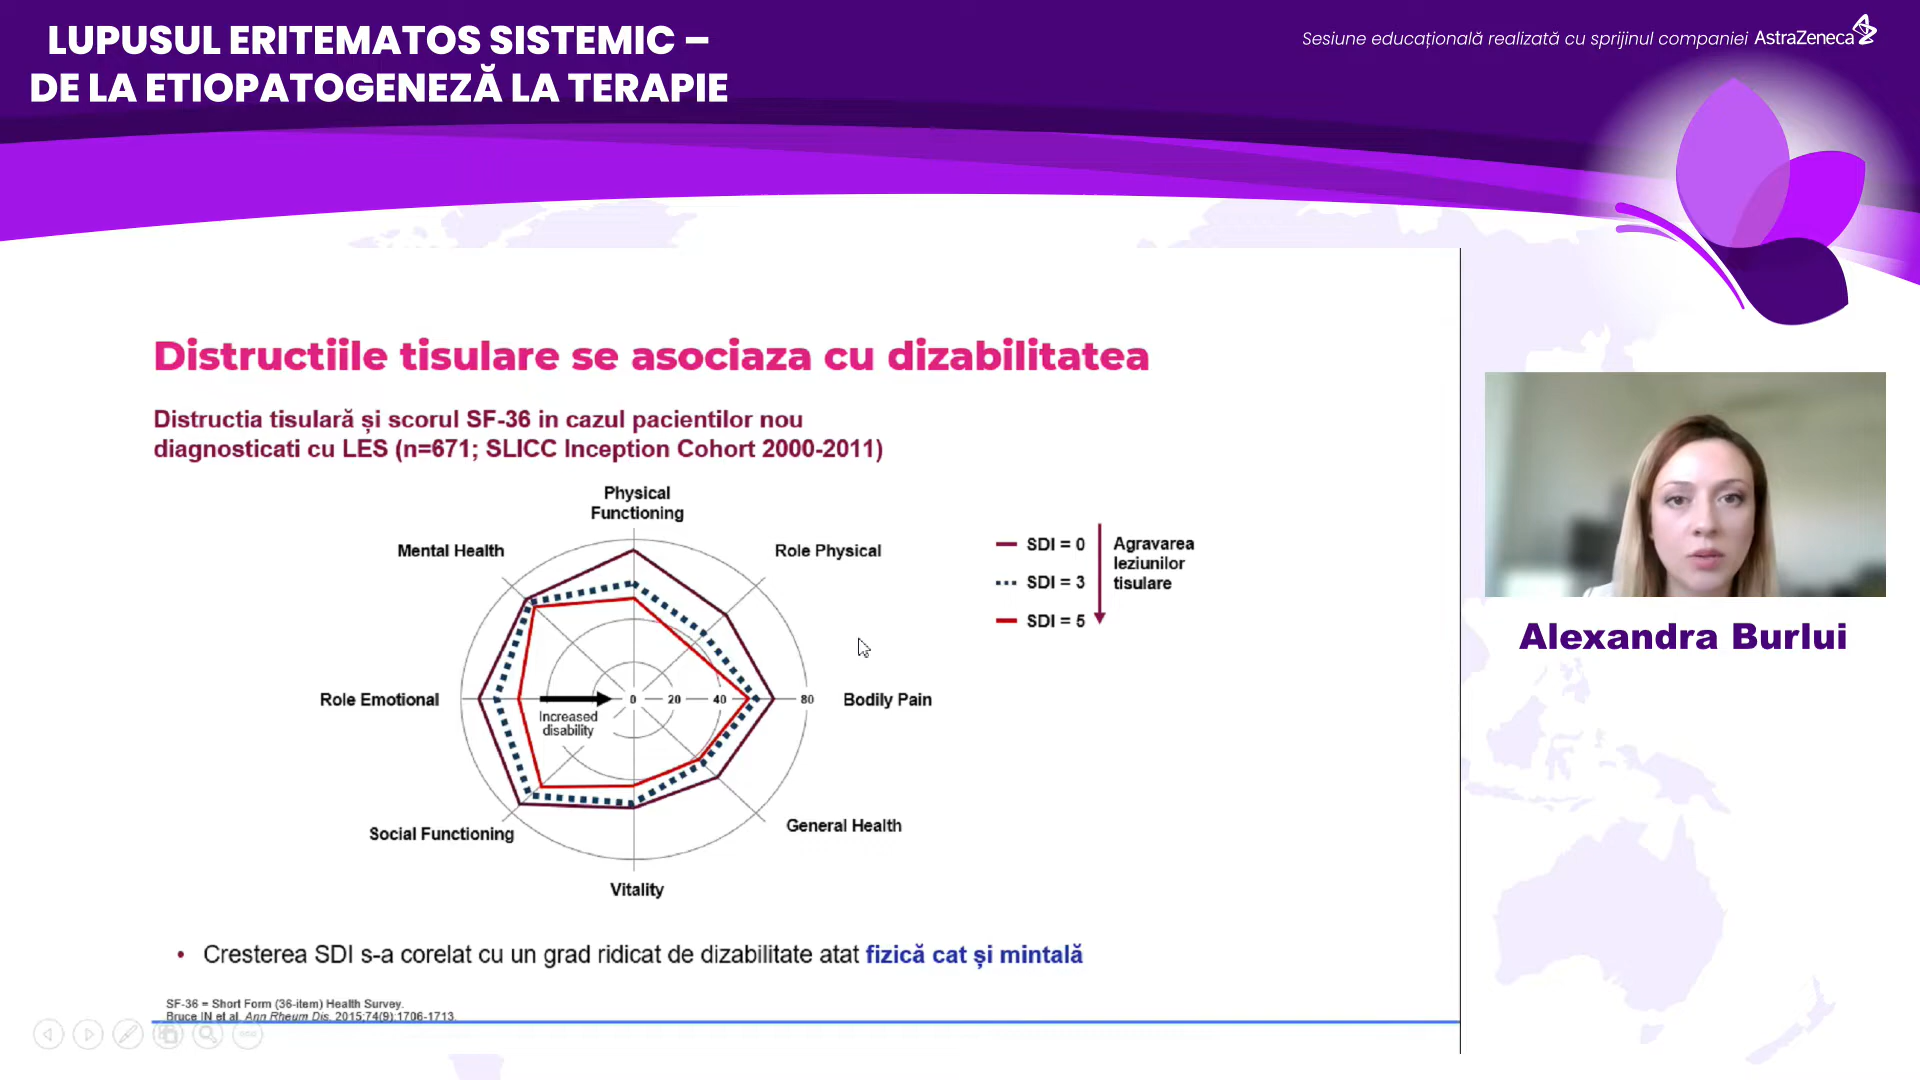 LUPUSUL ERITEMATOS SISTEMIC –
DE LA ETIOPATOGENEZĂ LA TERAPIE
Sesiune educațională realizată cu sprijinul companiei AstraZeneca
Distructiile tisulare se asociaza cu dizabilitatea
Distructia tisulară și scorul SF-36 in cazul pacientilor nou
diagnosticati cu LES (n=671; SLICC Inception Cohort 2000-2011)
Physical
Functioning
Mental Health
Role Physical
SDI = 0
SDI = 3
SDI = 5
Agravarea
leziunilor
tisulare
Role Emotional
0 20 40 80
Bodily Pain
Increased
disability
Social Functioning
General Health
Vitality
• Cresterea SDI s-a corelat cu un grad ridicat de dizabilitate atat fizică cat și mintală
SF-36 = Short Form (36-item) Health Survey.
Bruce IN et al. Ann Rheum Dis. 2015;74(9):1706-1713.
Alexandra Burlui